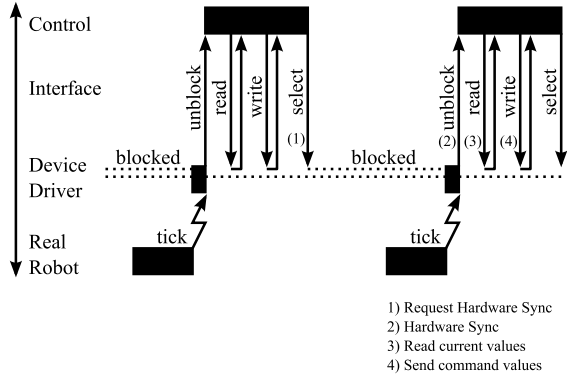 Control
Interface
unblock
read
write
select
(1)
unblock
read
write
select
(2)
(3)
(4)
Device
Driver
blocked
blocked
Real
Robot
tick
tick
1) Request Hardware Sync
2) Hardware Sync
3) Read current values
4) Send command values